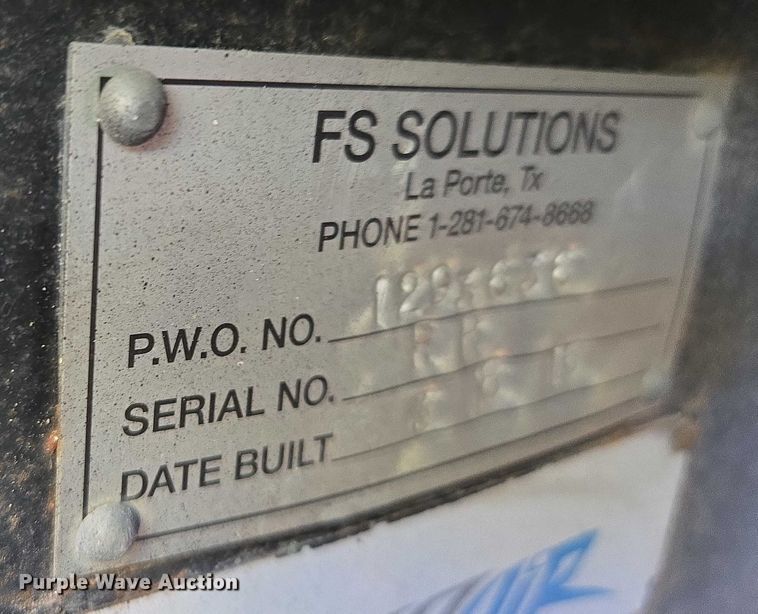 FS SOLUTIONS
La Porte, Tx
PHONE 1-281-674-8668
P.W.O. NO.
SERIAL NO.
DATE BUILT
Purple Wave Auction